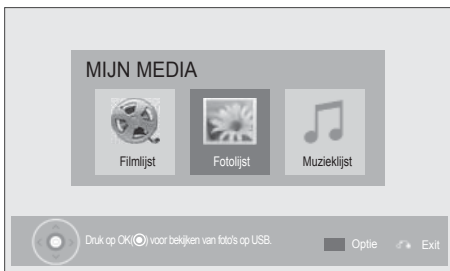 MIJN MEDIA
Filmlijst
Fotolijst
Muzieklijst
Druk op OK(◉) voor bekijken van foto's op USB.
Optie
Exit